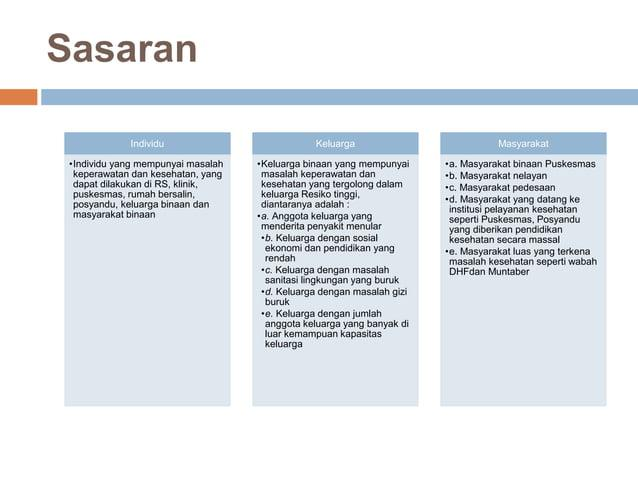 Sasaran
Individu
•Individu yang mempunyai masalah
keperawatan dan kesehatan, yang
dapat dilakukan di RS, klinik,
puskesmas, rumah bersalin,
posyandu, keluarga binaan dan
masyarakat binaan
Keluarga
•Keluarga binaan yang mempunyai
masalah keperawatan dan
kesehatan yang tergolong dalam
keluarga Resiko tinggi,
diantaranya adalah :
•a. Anggota keluarga yang
menderita penyakit menular
•b. Keluarga dengan sosial
ekonomi dan pendidikan yang
rendah
•c. Keluarga dengan masalah
sanitasi lingkungan yang buruk
•d. Keluarga dengan masalah gizi
buruk
•e. Keluarga dengan jumlah
anggota keluarga yang banyak di
luar kemampuan kapasitas
keluarga
Masyarakat
•a. Masyarakat binaan Puskesmas
•b. Masyarakat nelayan
•c. Masyarakat pedesaan
•d. Masyarakat yang datang ke
institusi pelayanan kesehatan
seperti Puskesmas, Posyandu
yang diberikan pendidikan
kesehatan secara massal
•e. Masyarakat luas yang terkena
masalah kesehatan seperti wabah
DHFdan Muntaber